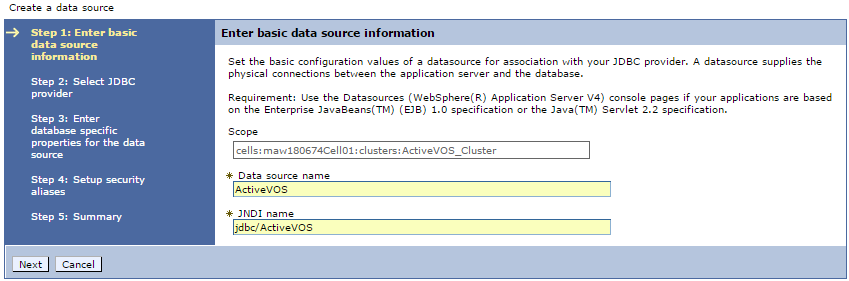 Create a data source
Step 1: Enter basic
data source
information
Step 2: Select JDBC
provider
Step 3: Enter
database specific
properties for the data
source
Step 4: Setup security
aliases
Step 5: Summary
Enter basic data source information
Set the basic configuration values of a datasource for association with your JDBC provider. A datasource supplies the
physical connections between the application server and the database.
Requirement: Use the Datasources (WebSphere(R) Application Server V4) console pages if your applications are based
on the Enterprise JavaBeans(TM) (EJB) 1.0 specification or the Java(TM) Servlet 2.2 specification.
Scope
cells:maw180674Cell01:clusters:ActiveVOS_Cluster
* Data source name
ActiveVOS
* JNDI name
jdbc/ActiveVOS
Next Cancel